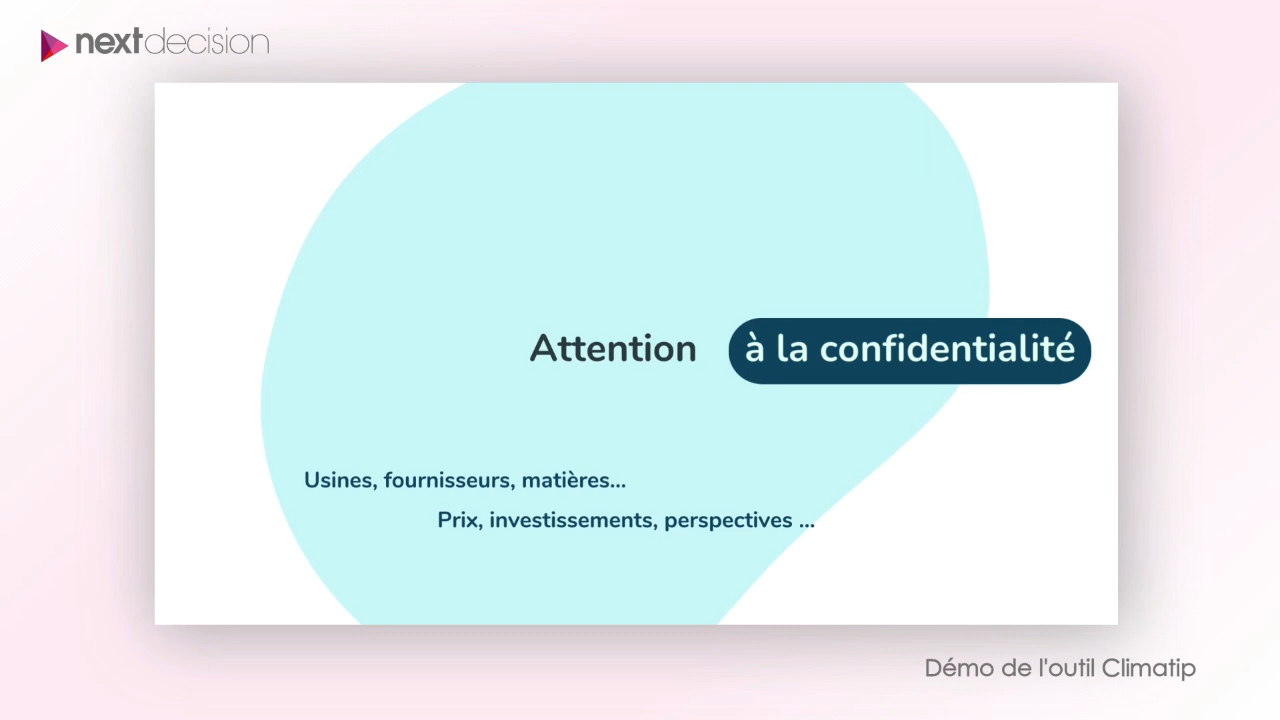 nextdecision
Attention à la confidentialité
Usines, fournisseurs, matières...
Prix, investissements, perspectives ...
Démo de l'outil Climatip